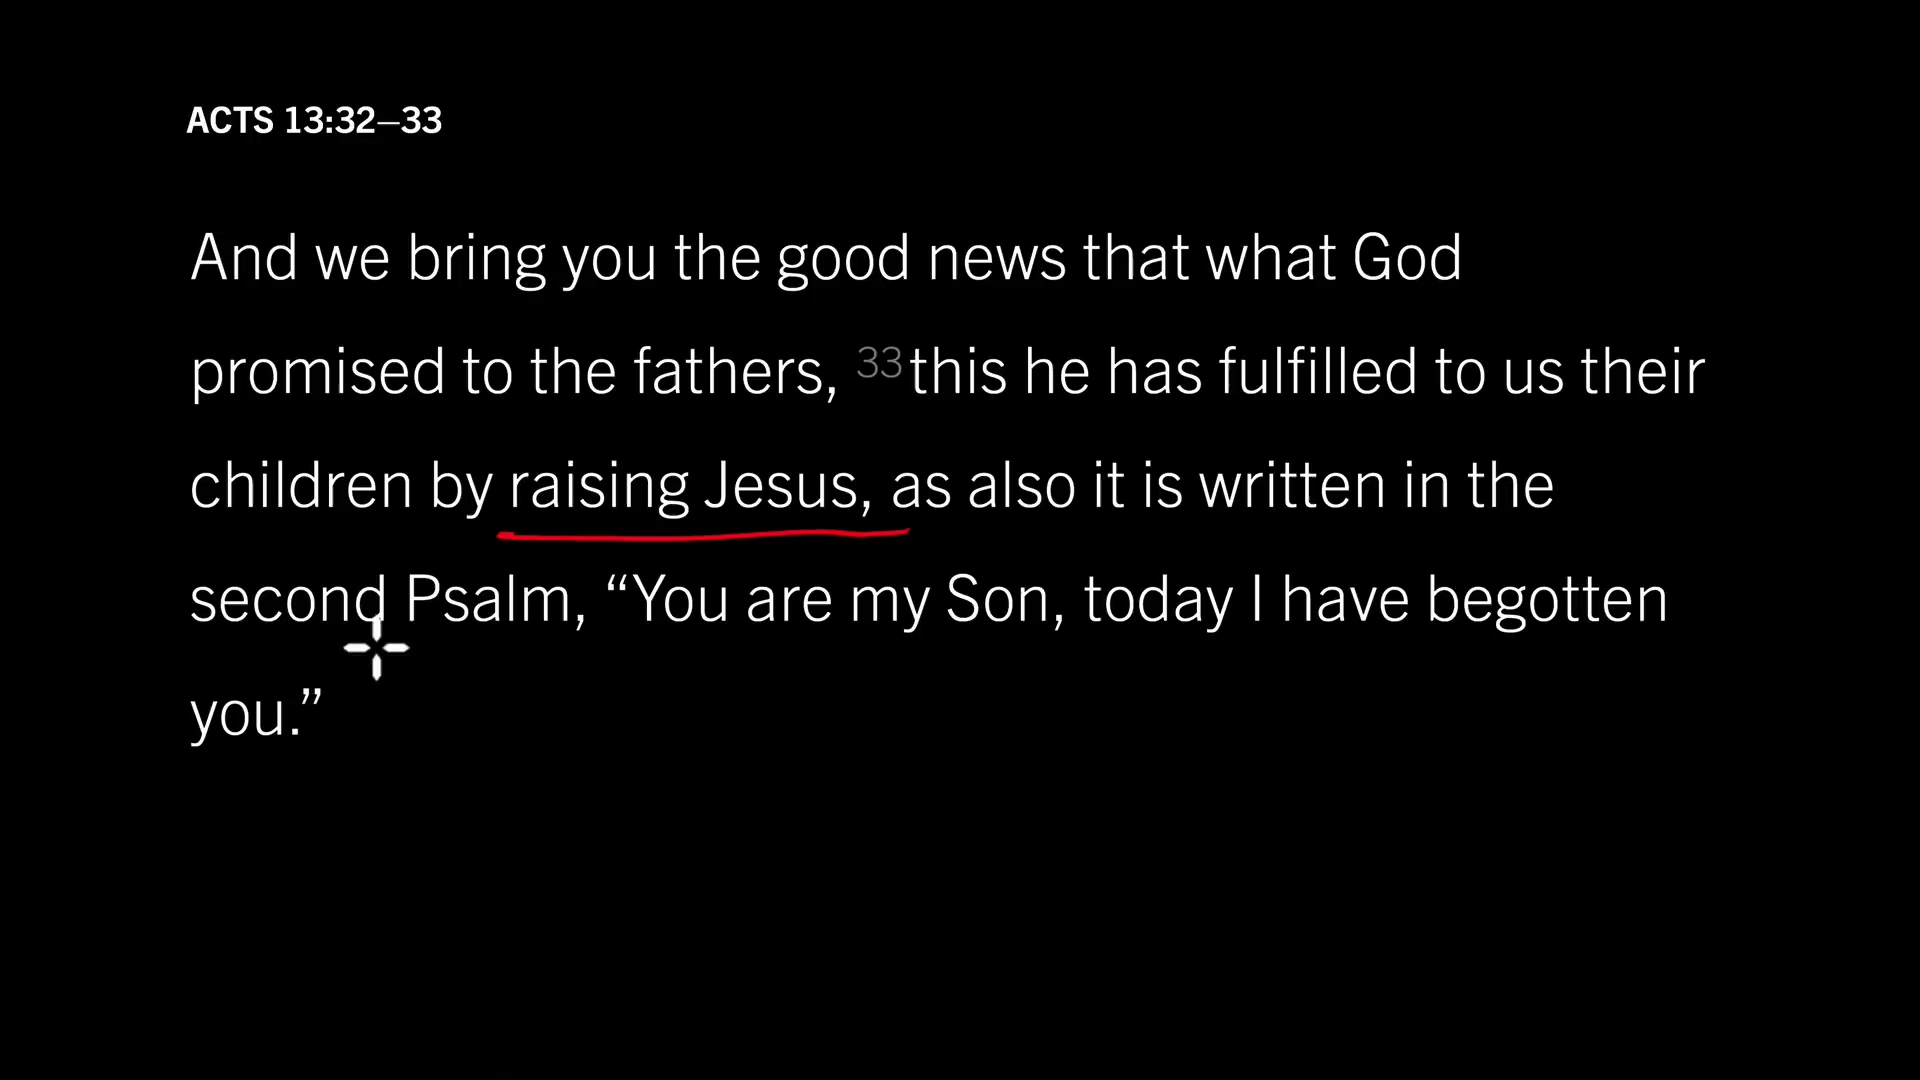 ACTS 13:32–33
And we bring you the good news that what God
promised to the fathers, 33 this he has fulfilled to us their
children by raising Jesus, as also it is written in the
second Psalm, “You are my Son, today I have begotten
you.”